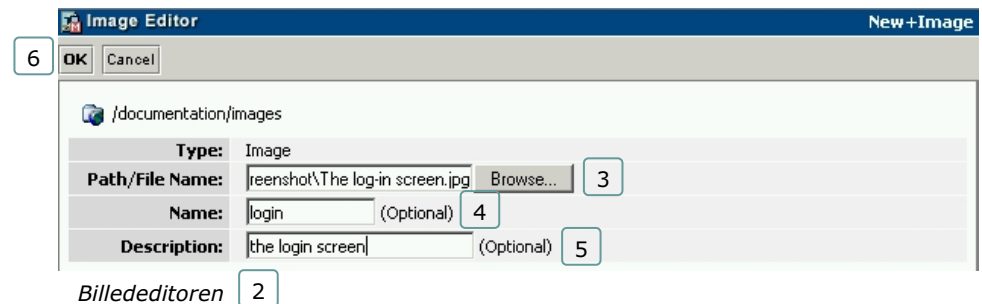 Image Editor New+Image
6 OK Cancel
/documentation/images
Type: Image
Path/File Name: reenshot\The log-in screen.jpg Browse... 3
Name: login (Optional) 4
Description: the login screen (Optional) 5
Billededitoren 2